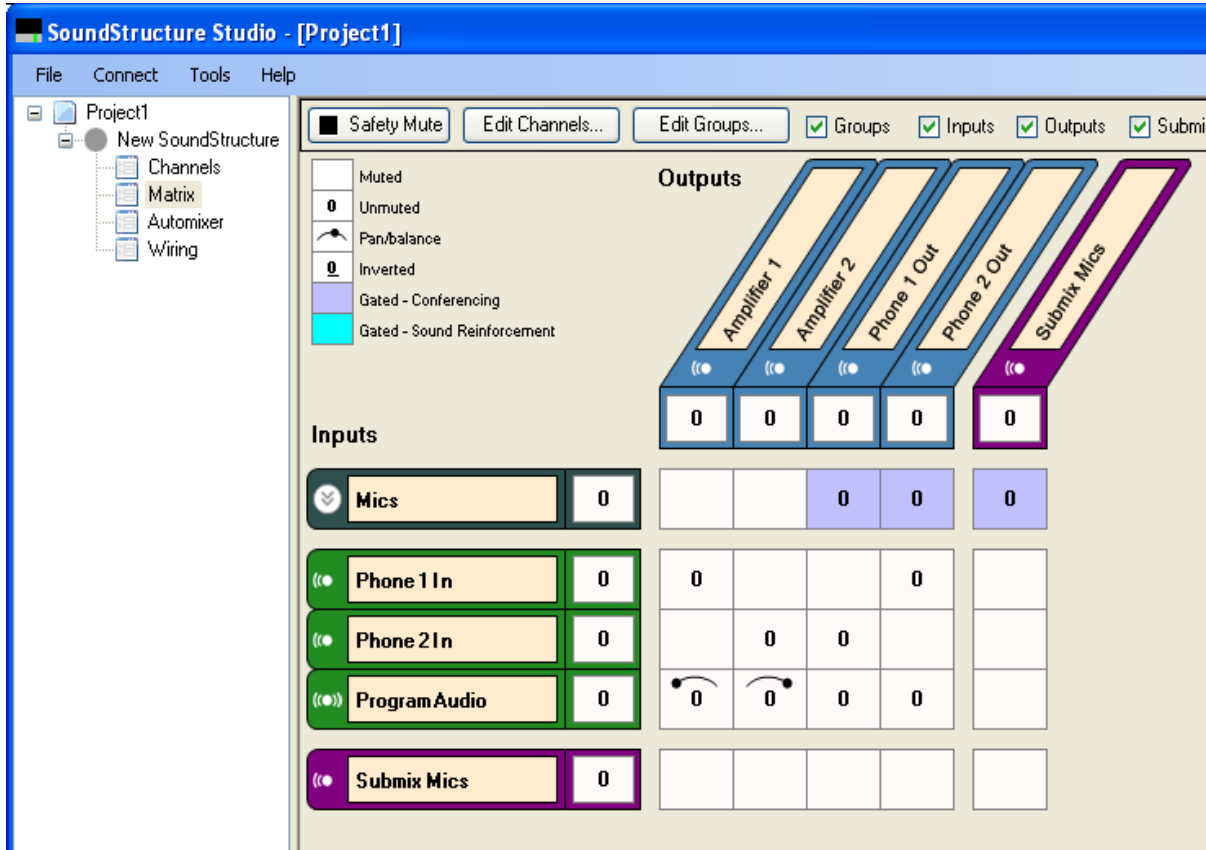 SoundStructure Studio - [Project1]
File Connect Tools Help
Project1
New SoundStructure
Channels
Matrix
Automixer
Wiring
Safety Mute Edit Channels... Edit Groups... Groups Inputs Outputs Submi
Muted
0 Unmuted
Pan/balance
0 Inverted
Gated - Conferencing
Gated - Sound Reinforcement
Outputs
Amplifier 1
Amplifier 2
Phone 1 Out
Phone 2 Out
Submix Mics
0 0 0 0 0
Inputs
Mics 0 0 0 0
Phone 1 In 0 0 0
Phone 2 In 0 0 0
Program Audio 0 0 0 0 0
Submix Mics 0